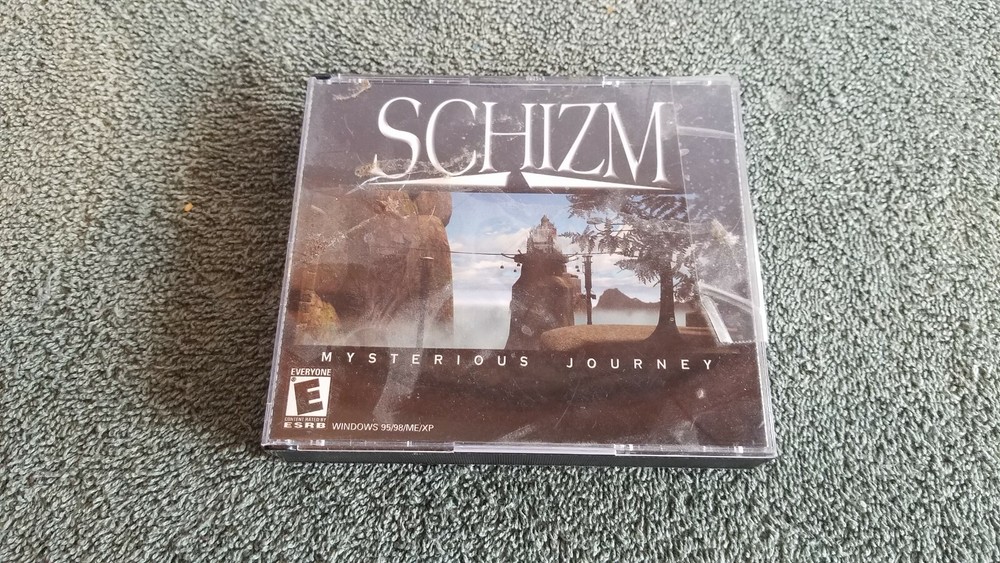 SCHIZM
MYSTERIOUS JOURNEY
EVERYONE
E
CONTENT RATED BY
ESRB
WINDOWS 95/98/ME/XP